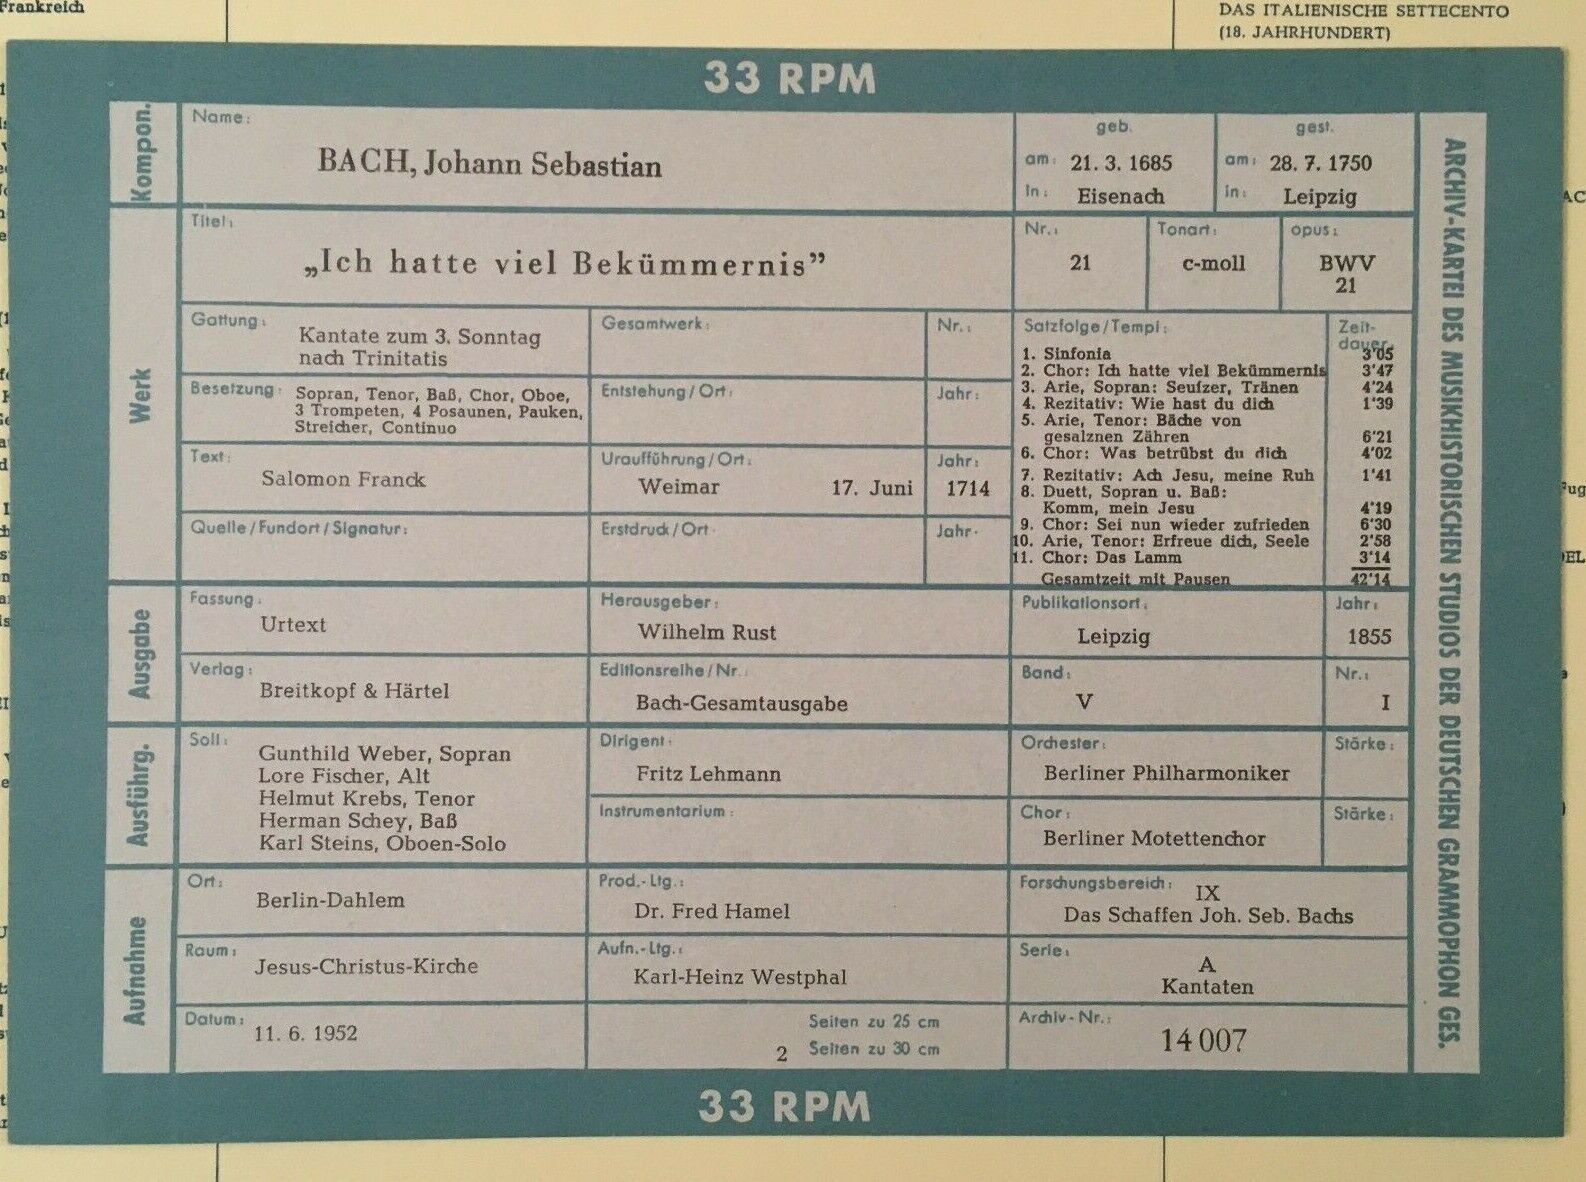 Frankreich
DAS ITALIENISCHE SETTECENTO
(18. JAHRHUNDERT)
33 RPM
Kompon.
Name:
BACH, Johann Sebastian
geb.
am: 21. 3. 1685
in: Eisenach
gest.
am: 28. 7. 1750
in: Leipzig
Werk
Titel:
„Ich hatte viel Bekümmernis”
Nr.:
21
Tonart:
c-moll
opus:
BWV
21
Gattung:
Kantate zum 3. Sonntag
nach Trinitatis
Gesamtwerk:
Nr.:
Besetzung:
Sopran, Tenor, Baß, Chor, Oboe,
3 Trompeten, 4 Posaunen, Pauken,
Streicher, Continuo
Entstehung/Ort:
Jahr:
Text:
Salomon Franck
Uraufführung/Ort:
Weimar 17. Juni
Jahr:
1714
Quelle/Fundort/Signatur:
Erstdruck/Ort
Jahr
Satzfolge/Tempi:
Zeit-
dauer:
1. Sinfonia 3'05
2. Chor: Ich hatte viel Bekümmernis 3'47
3. Arie, Sopran: Seufzer, Tränen 4'24
4. Rezitativ: Wie hast du dich 1'39
5. Arie, Tenor: Bäche von
gesalznen Zähren 6'21
6. Chor: Was betrübst du dich 4'02
7. Rezitativ: Ach Jesu, meine Ruh 1'41
8. Duett, Sopran u. Baß:
Komm, mein Jesu 4'19
9. Chor: Sei nun wieder zufrieden 6'30
10. Arie, Tenor: Erfreue dich, Seele 2'58
11. Chor: Das Lamm 3'14
Gesamtzeit mit Pausen 42'14
Ausgabe
Fassung:
Urtext
Herausgeber:
Wilhelm Rust
Publikationsort:
Leipzig
Jahr:
1855
Verlag:
Breitkopf & Härtel
Editionsreihe/Nr.
Bach-Gesamtausgabe
Band:
V
Nr.:
I
Ausführg.
Soli:
Gunthild Weber, Sopran
Lore Fischer, Alt
Helmut Krebs, Tenor
Herman Schey, Baß
Karl Steins, Oboen-Solo
Dirigent:
Fritz Lehmann
Instrumentarium:
Orchester:
Berliner Philharmoniker
Stärke:
Chor:
Berliner Motettenchor
Stärke:
Aufnahme
Ort:
Berlin-Dahlem
Prod.-Ltg.:
Dr. Fred Hamel
Forschungsbereich:
IX
Das Schaffen Joh. Seb. Bachs
Raum:
Jesus-Christus-Kirche
Aufn.-Ltg.:
Karl-Heinz Westphal
Serie:
A
Kantaten
Datum:
11. 6. 1952
Seiten zu 25 cm
2 Seiten zu 30 cm
Archiv-Nr.:
14 007
ARCHIV-KARTEI DES MUSIKHISTORISCHEN STUDIOS DER DEUTSCHEN GRAMMOPHON GES.
33 RPM